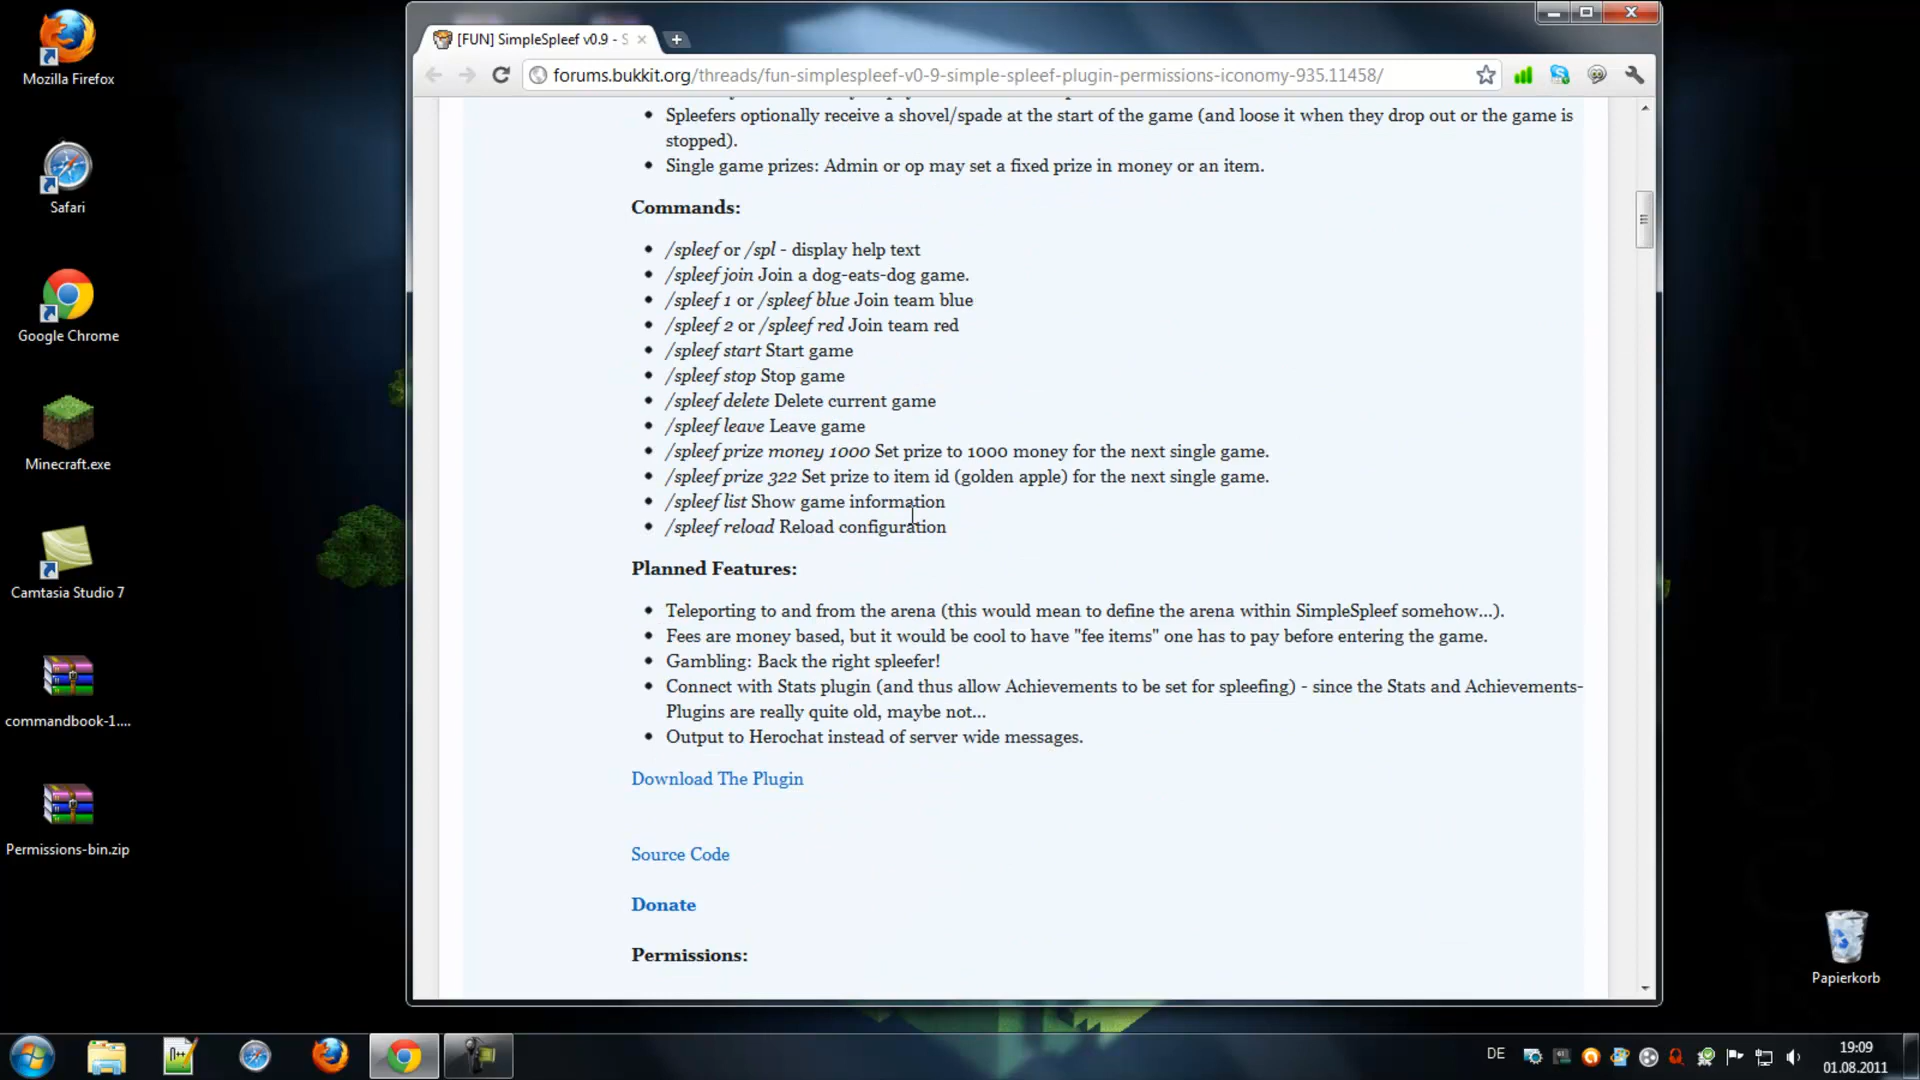 Mozilla Firefox
Safari
Google Chrome
Minecraft.exe
Camtasia Studio 7
commandbook-1....
Permissions-bin.zip
[FUN] SimpleSpleef v0.9 - S
forums.bukkit.org/threads/fun-simplespleef-v0-9-simple-spleef-plugin-permissions-iconomy-935.11458/
Spleefers optionally receive a shovel/spade at the start of the game (and loose it when they drop out or the game is
stopped).
Single game prizes: Admin or op may set a fixed prize in money or an item.
Commands:
/spleef or /spl - display help text
/spleef join Join a dog-eats-dog game.
/spleef 1 or /spleef blue Join team blue
/spleef 2 or /spleef red Join team red
/spleef start Start game
/spleef stop Stop game
/spleef delete Delete current game
/spleef leave Leave game
/spleef prize money 1000 Set prize to 1000 money for the next single game.
/spleef prize 322 Set prize to item id (golden apple) for the next single game.
/spleef list Show game information
/spleef reload Reload configuration
Planned Features:
Teleporting to and from the arena (this would mean to define the arena within SimpleSpleef somehow...).
Fees are money based, but it would be cool to have "fee items" one has to pay before entering the game.
Gambling: Back the right spleefer!
Connect with Stats plugin (and thus allow Achievements to be set for spleefing) - since the Stats and Achievements-
Plugins are really quite old, maybe not...
Output to Herochat instead of server wide messages.
Download The Plugin
Source Code
Donate
Permissions:
Papierkorb
DE
19:09
01.08.2011